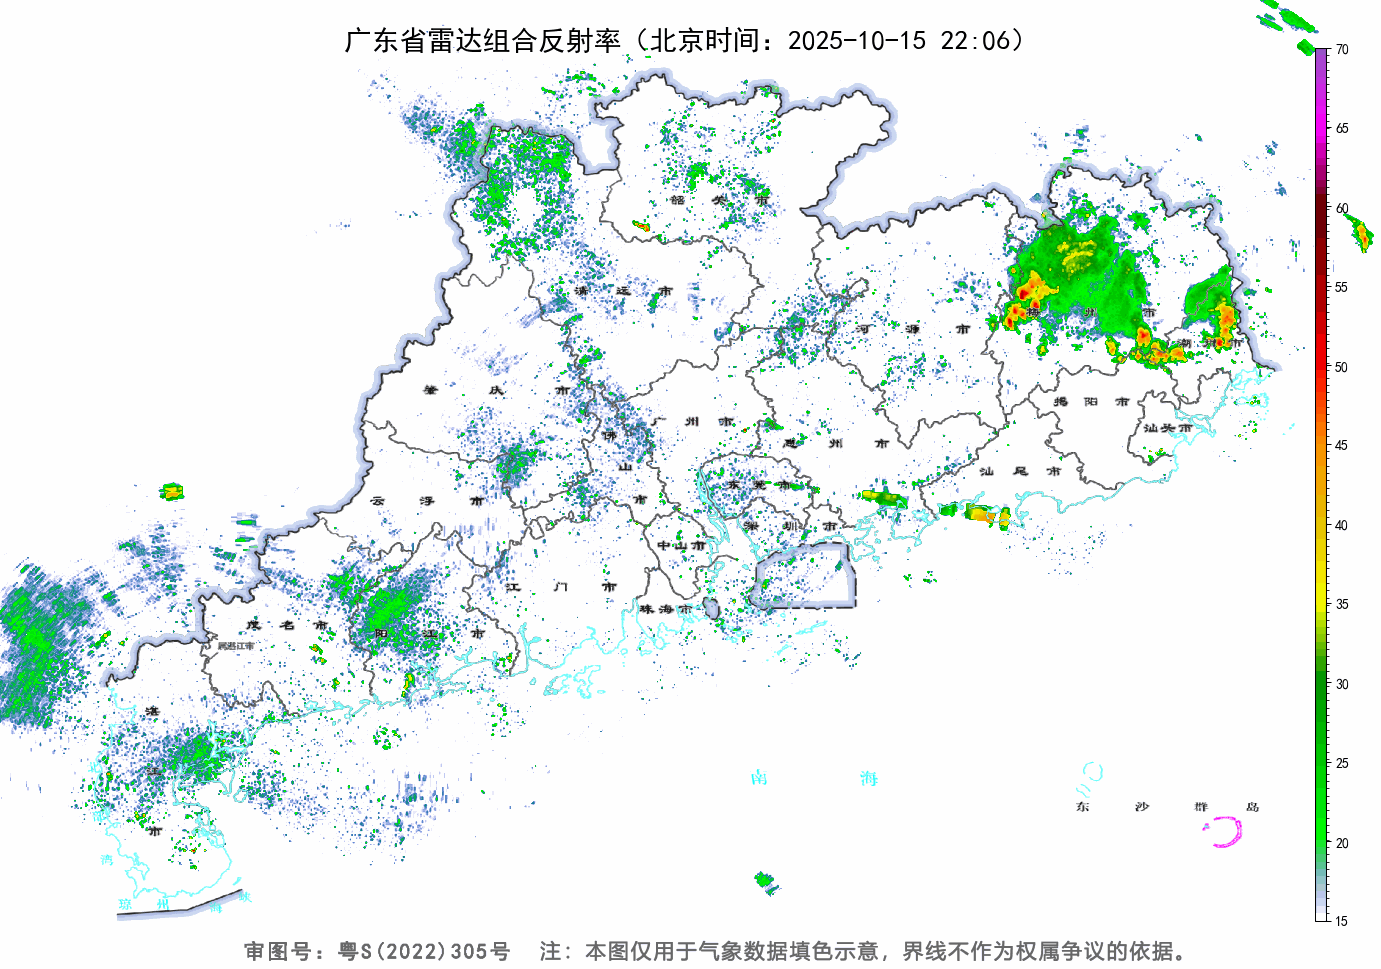 广东省雷达组合反射率（北京时间：2025-10-15 22:06）
70
65
60
55
50
45
40
35
30
25
20
15
韶关市
清远市
河源市
梅州市
潮州市
肇庆市
广州市
佛山市
惠州市
揭阳市
汕头市
汕尾市
东莞市
云浮市
深圳市
中山市
江门市
珠海市
茂名市
属湛江市
阳江市
湛江市
南海
东沙群岛
湾
琼州海峡
审图号：粤S(2022)305号 注：本图仅用于气象数据填色示意，界线不作为权属争议的依据。